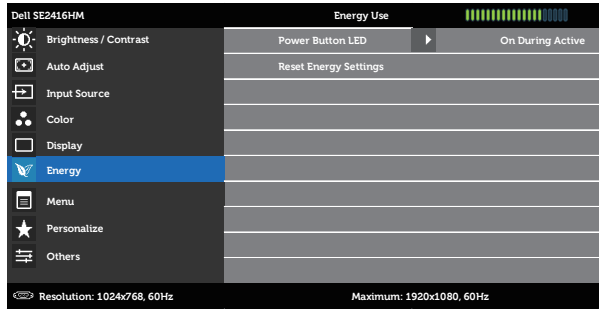 Dell SE2416HM Energy Use
Brightness / Contrast Power Button LED On During Active
Auto Adjust Reset Energy Settings
Input Source
Color
Display
Energy
Menu
Personalize
Others
Resolution: 1024x768, 60Hz Maximum: 1920x1080, 60Hz